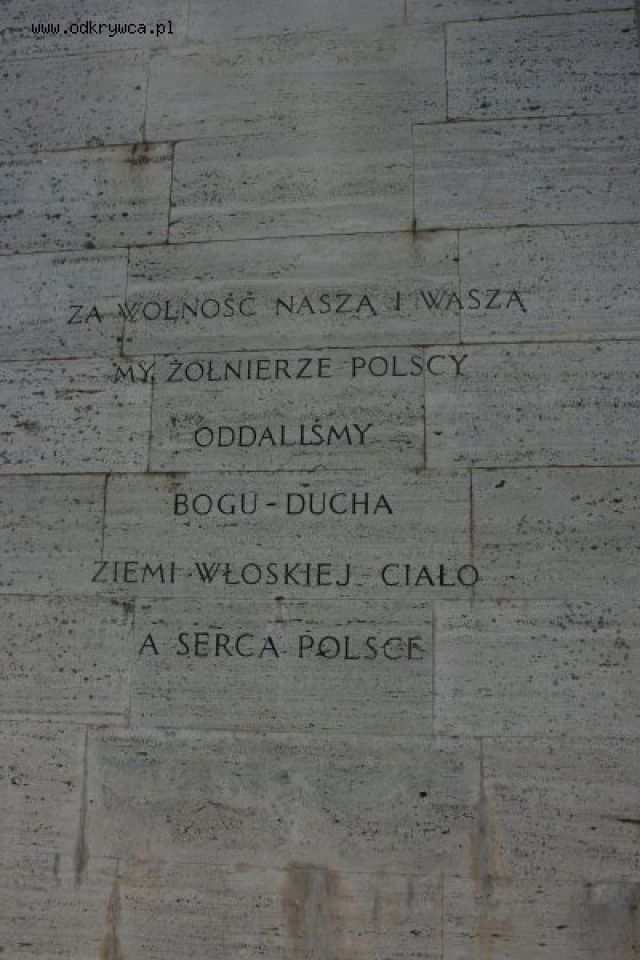 www.odkrywca.pl
ZA WOLNOŚĆ NASZĄ I WASZĄ
MY ŻOŁNIERZE POLSCY
ODDALIŚMY
BOGU - DUCHA
ZIEMI WŁOSKIEJ - CIAŁO
A SERCA POLSCE